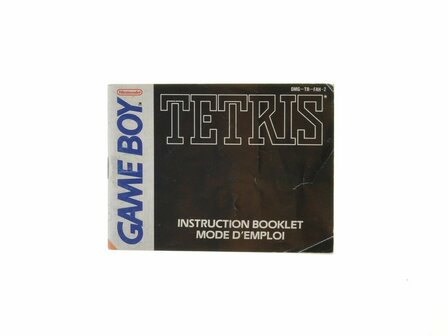 Nintendo
GAME BOY
DMG-TR-FAH-2
TETRIS
INSTRUCTION BOOKLET
MODE D'EMPLOI